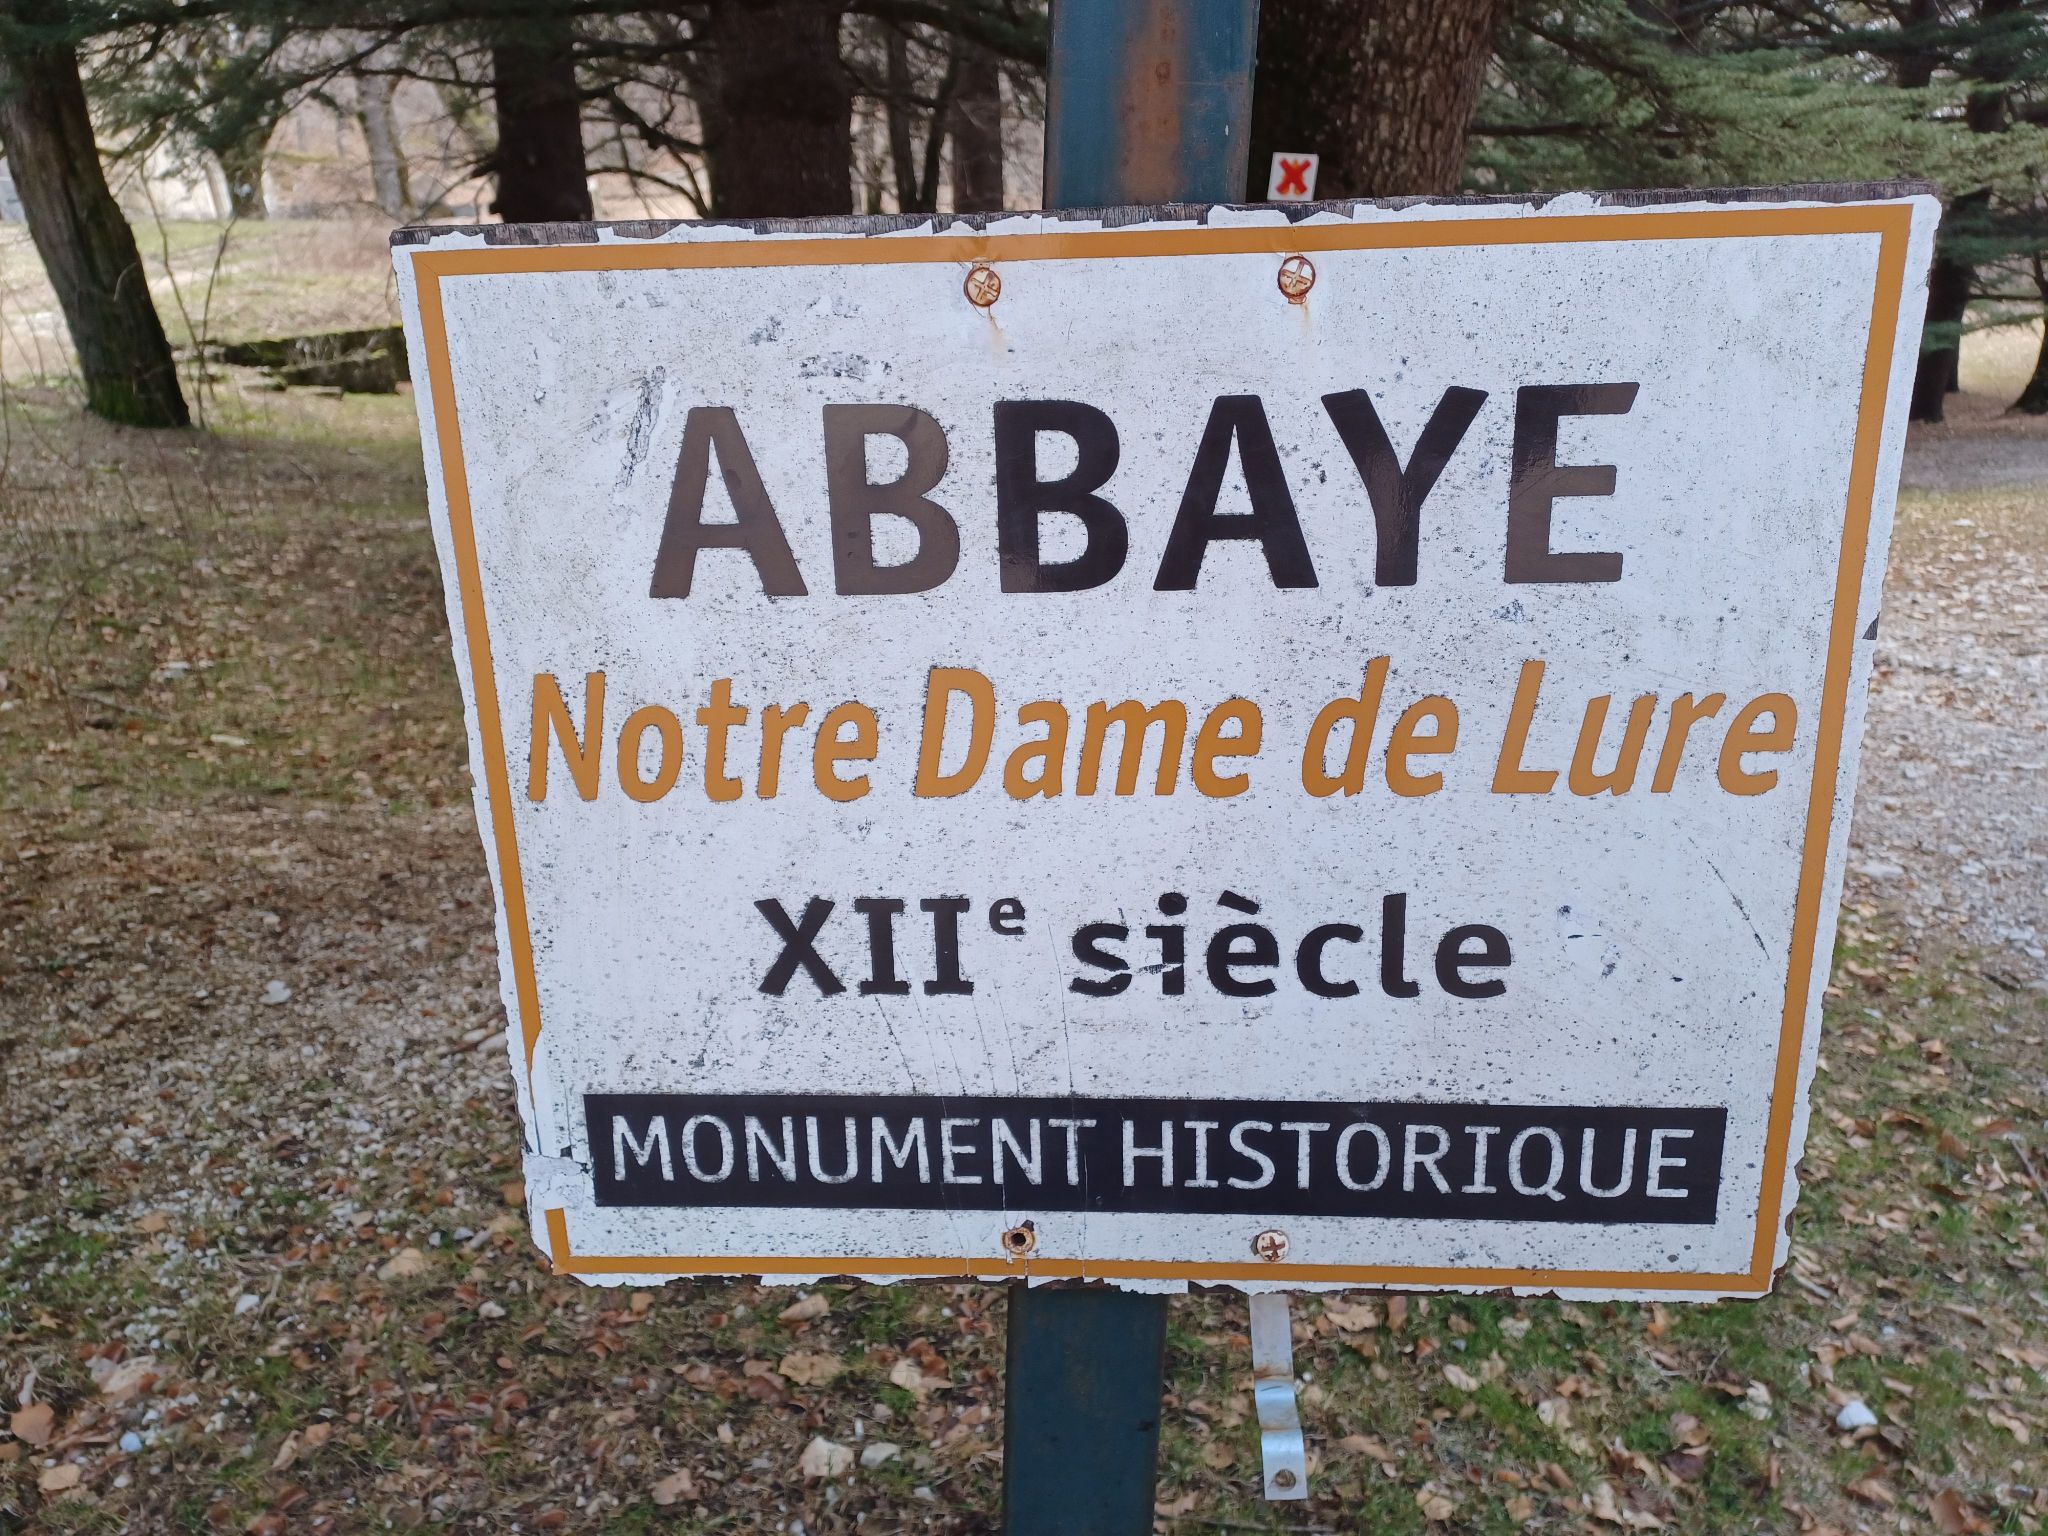 ABBAYE
Notre Dame de Lure
XIIe siècle
MONUMENT HISTORIQUE